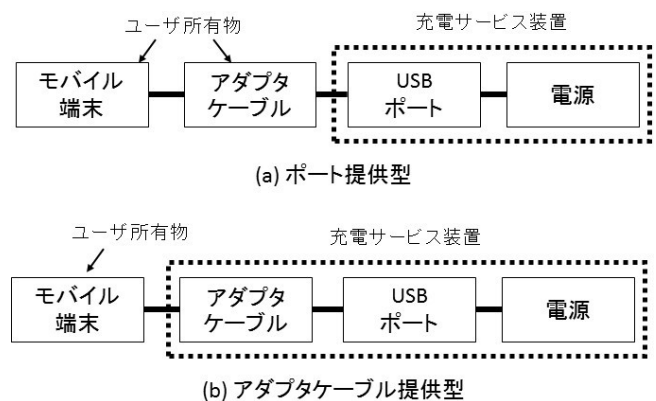 ユーザ所有物
充電サービス装置
モバイル
端末
アダプタ
ケーブル
USB
ポート
電源
(a) ポート提供型
ユーザ所有物
充電サービス装置
モバイル
端末
アダプタ
ケーブル
USB
ポート
電源
(b) アダプタケーブル提供型